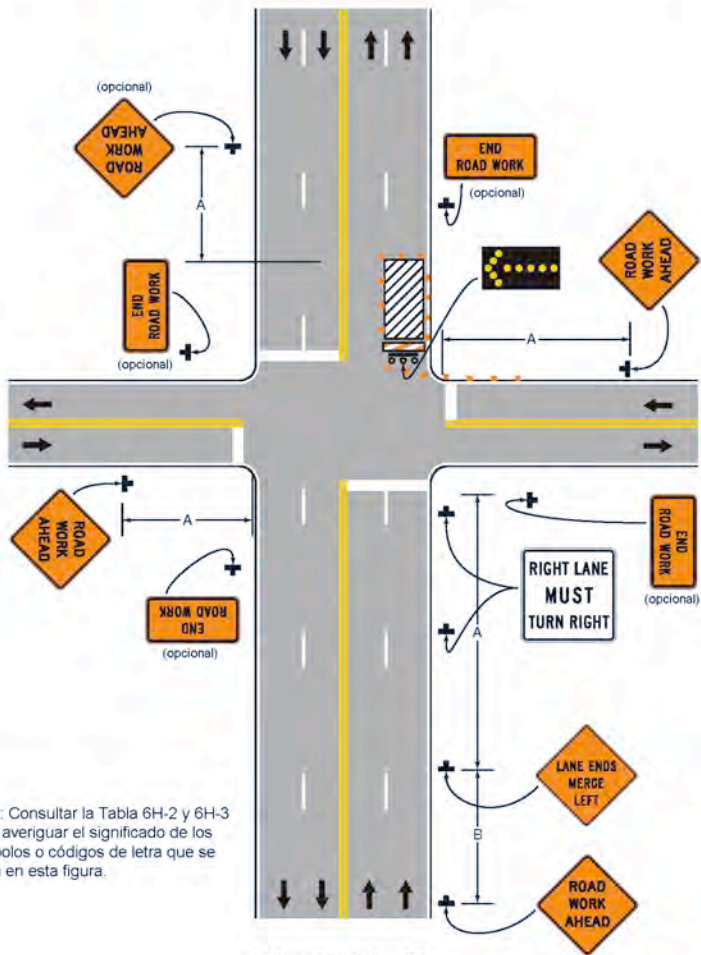 (opcional)
ROAD
WORK
AHEAD
A
END
ROAD WORK
(opcional)
END
ROAD WORK
(opcional)
ROAD
WORK
AHEAD
A
ROAD
WORK
AHEAD
A
END
ROAD WORK
(opcional)
END
ROAD WORK
(opcional)
RIGHT LANE
MUST
TURN RIGHT
A
LANE ENDS
MERGE
LEFT
B
ROAD
WORK
AHEAD
: Consultar la Tabla 6H-2 y 6H-3
averiguar el significado de los
olos o códigos de letra que se
en esta figura.